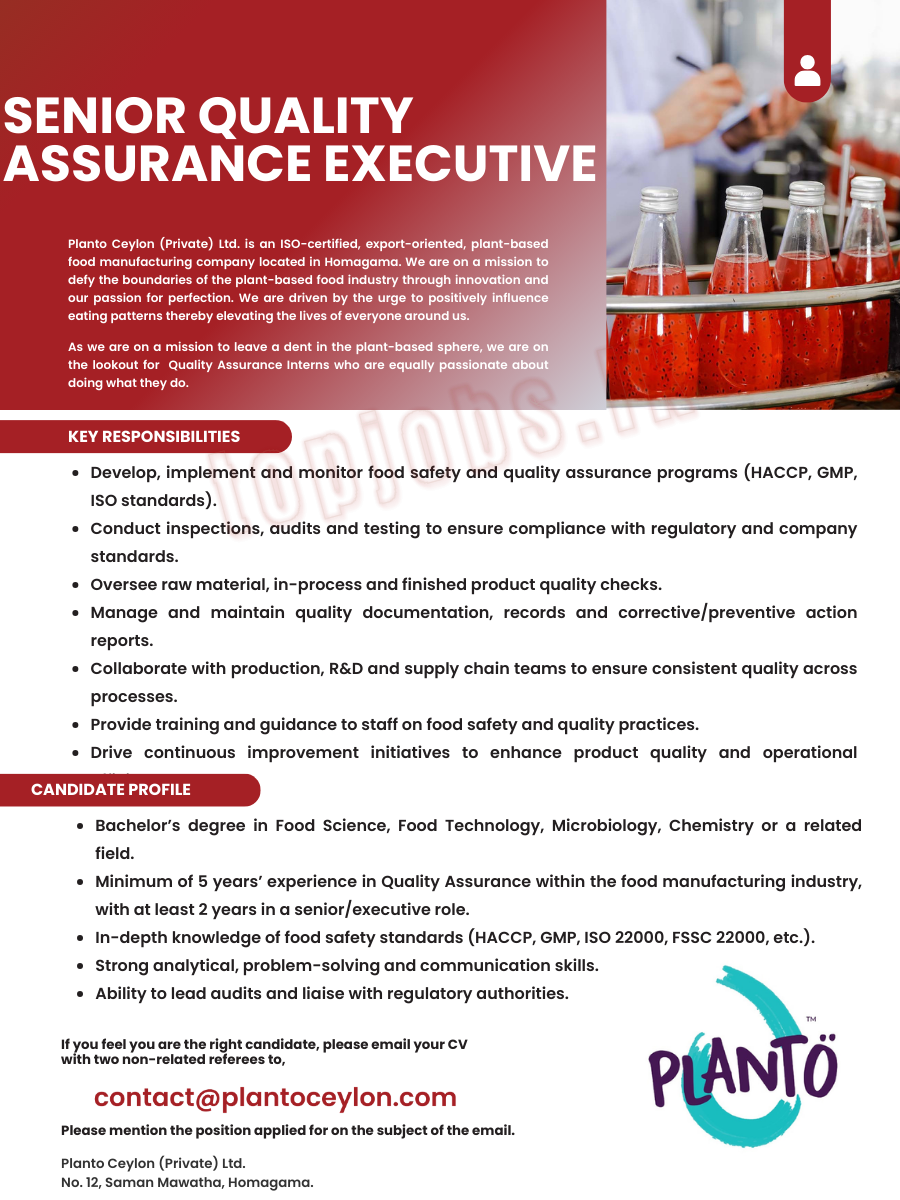 SENIOR QUALITY
ASSURANCE EXECUTIVE
Planto Ceylon (Private) Ltd. is an ISO-certified, export-oriented, plant-based
food manufacturing company located in Homagama. We are on a mission to
defy the boundaries of the plant-based food industry through innovation and
our passion for perfection. We are driven by the urge to positively influence
eating patterns thereby elevating the lives of everyone around us.
As we are on a mission to leave a dent in the plant-based sphere, we are on
the lookout for Quality Assurance Interns who are equally passionate about
doing what they do.
topjobs.
KEY RESPONSIBILITIES
• Develop, implement and monitor food safety and quality assurance programs (HACCP, GMP,
ISO standards).
• Conduct inspections, audits and testing to ensure compliance with regulatory and company
standards.
• Oversee raw material, in-process and finished product quality checks.
• Manage and maintain quality documentation, records and corrective/preventive action
reports.
• Collaborate with production, R&D and supply chain teams to ensure consistent quality across
processes.
• Provide training and guidance to staff on food safety and quality practices.
• Drive continuous improvement initiatives to enhance product quality and operational
CANDIDATE PROFILE
• Bachelor's degree in Food Science, Food Technology, Microbiology, Chemistry or a related
field.
• Minimum of 5 years' experience in Quality Assurance within the food manufacturing industry,
with at least 2 years in a senior/executive role.
• In-depth knowledge of food safety standards (HACCP, GMP, ISO 22000, FSSC 22000, etc.).
• Strong analytical, problem-solving and communication skills.
• Ability to lead audits and liaise with regulatory authorities.
If you feel you are the right candidate, please email your CV
with two non-related referees to,
contact@plantoceylon.com
Please mention the position applied for on the subject of the email.
Planto Ceylon (Private) Ltd.
No. 12, Saman Mawatha, Homagama.
PLANTÖ
™